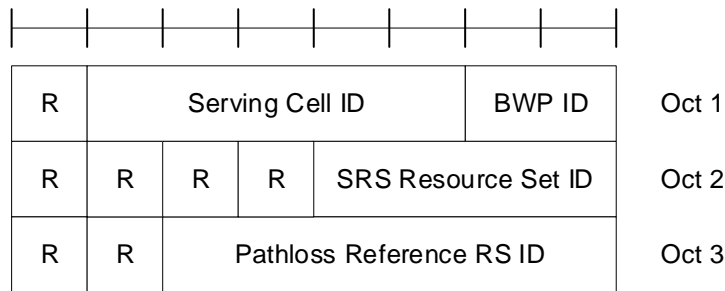 R Serving Cell ID BWP ID Oct 1
R R R R SRS Resource Set ID Oct 2
R R Pathloss Reference RS ID Oct 3